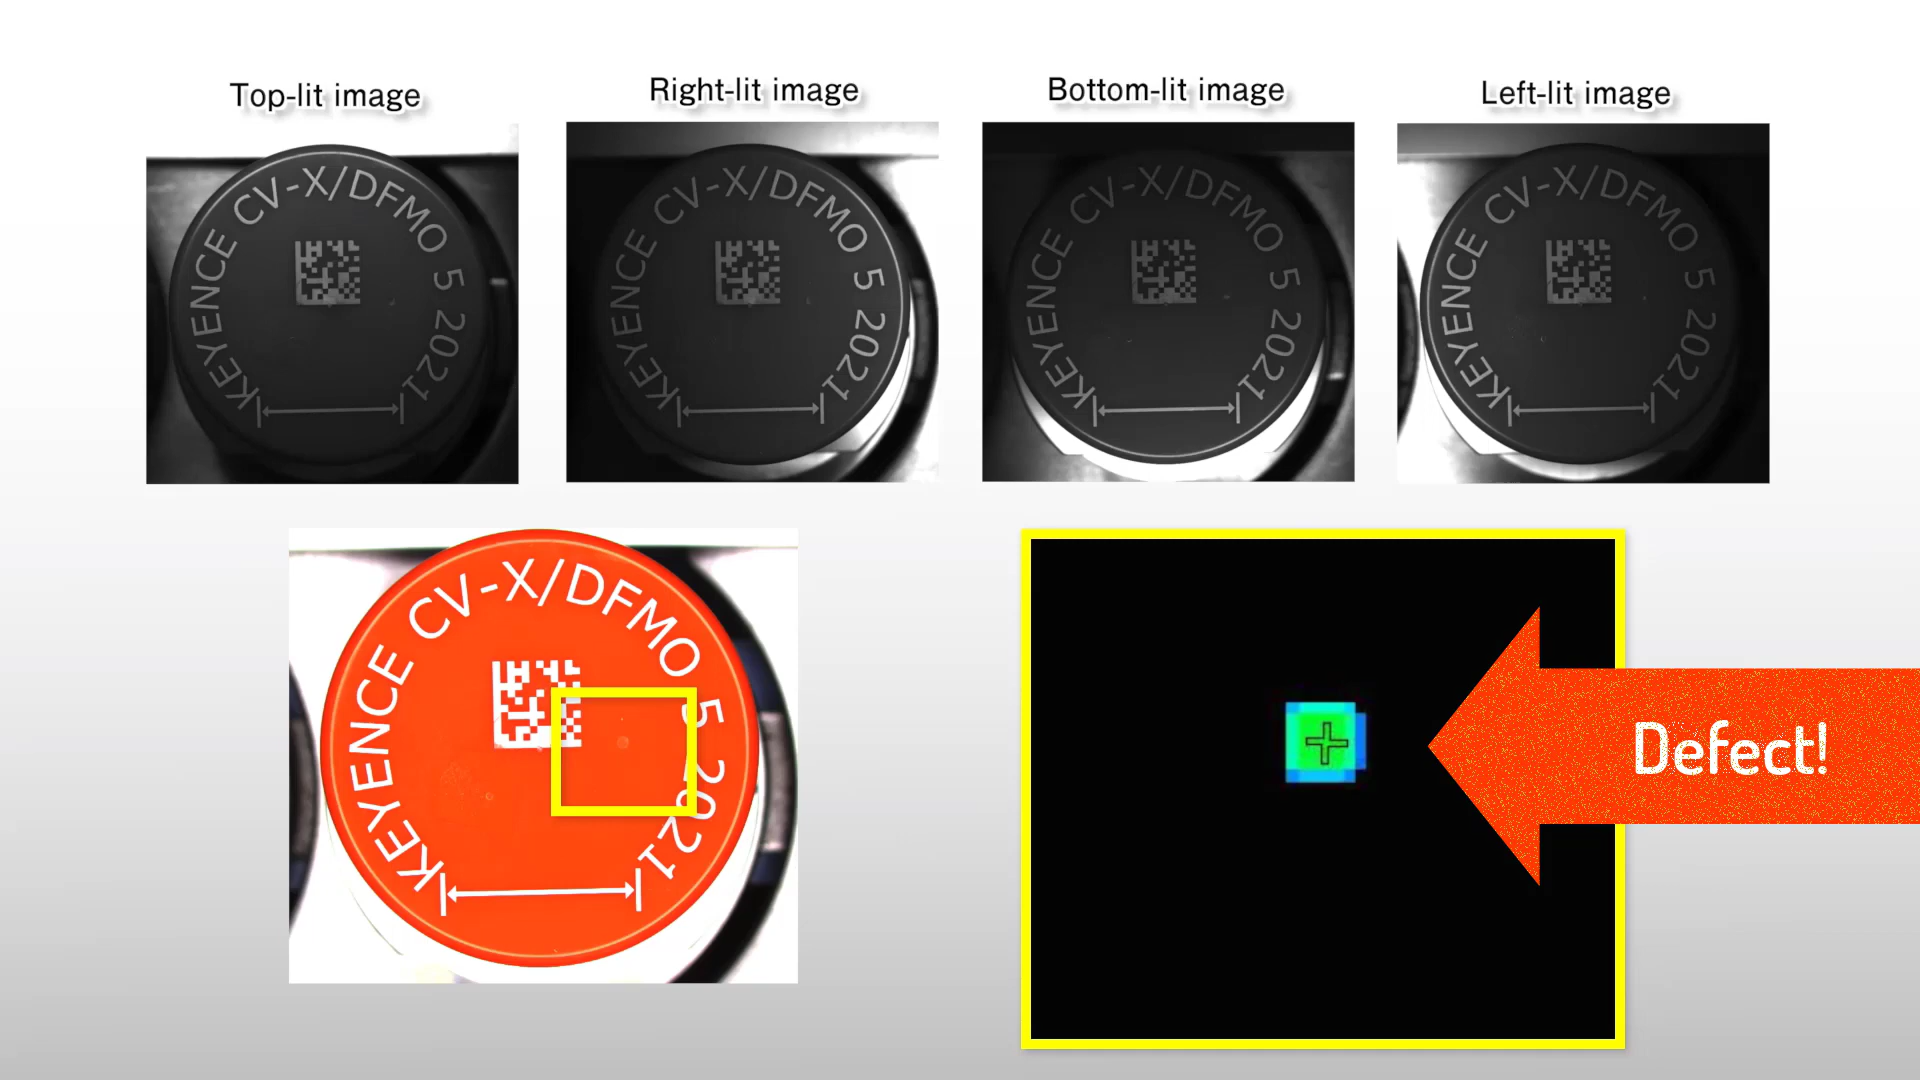 Top-lit image
Right-lit image
Bottom-lit image
Left-lit image
KEYENCE CV-X/DFMO 5 2021
KEYENCE CV-X/DFMO 5 2021
KEYENCE CV-X/DFMO 5 2021
KEYENCE CV-X/DFMO 5 2021
KEYENCE CV-X/DFMO 5 2021
Defect!